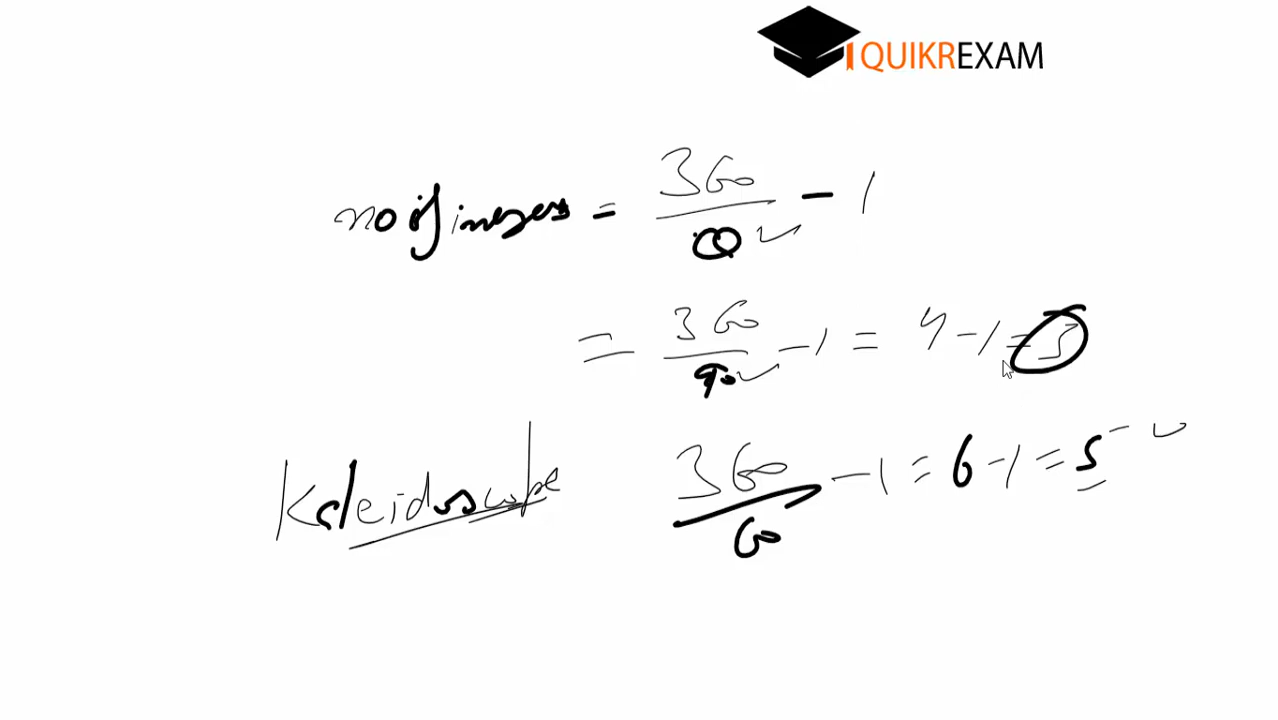 QUIKREXAM
no of images = 360/θ - 1
= 360/90 - 1 = 4 - 1 = 3
360/60 - 1 = 6 - 1 = 5
Kaleidoscope